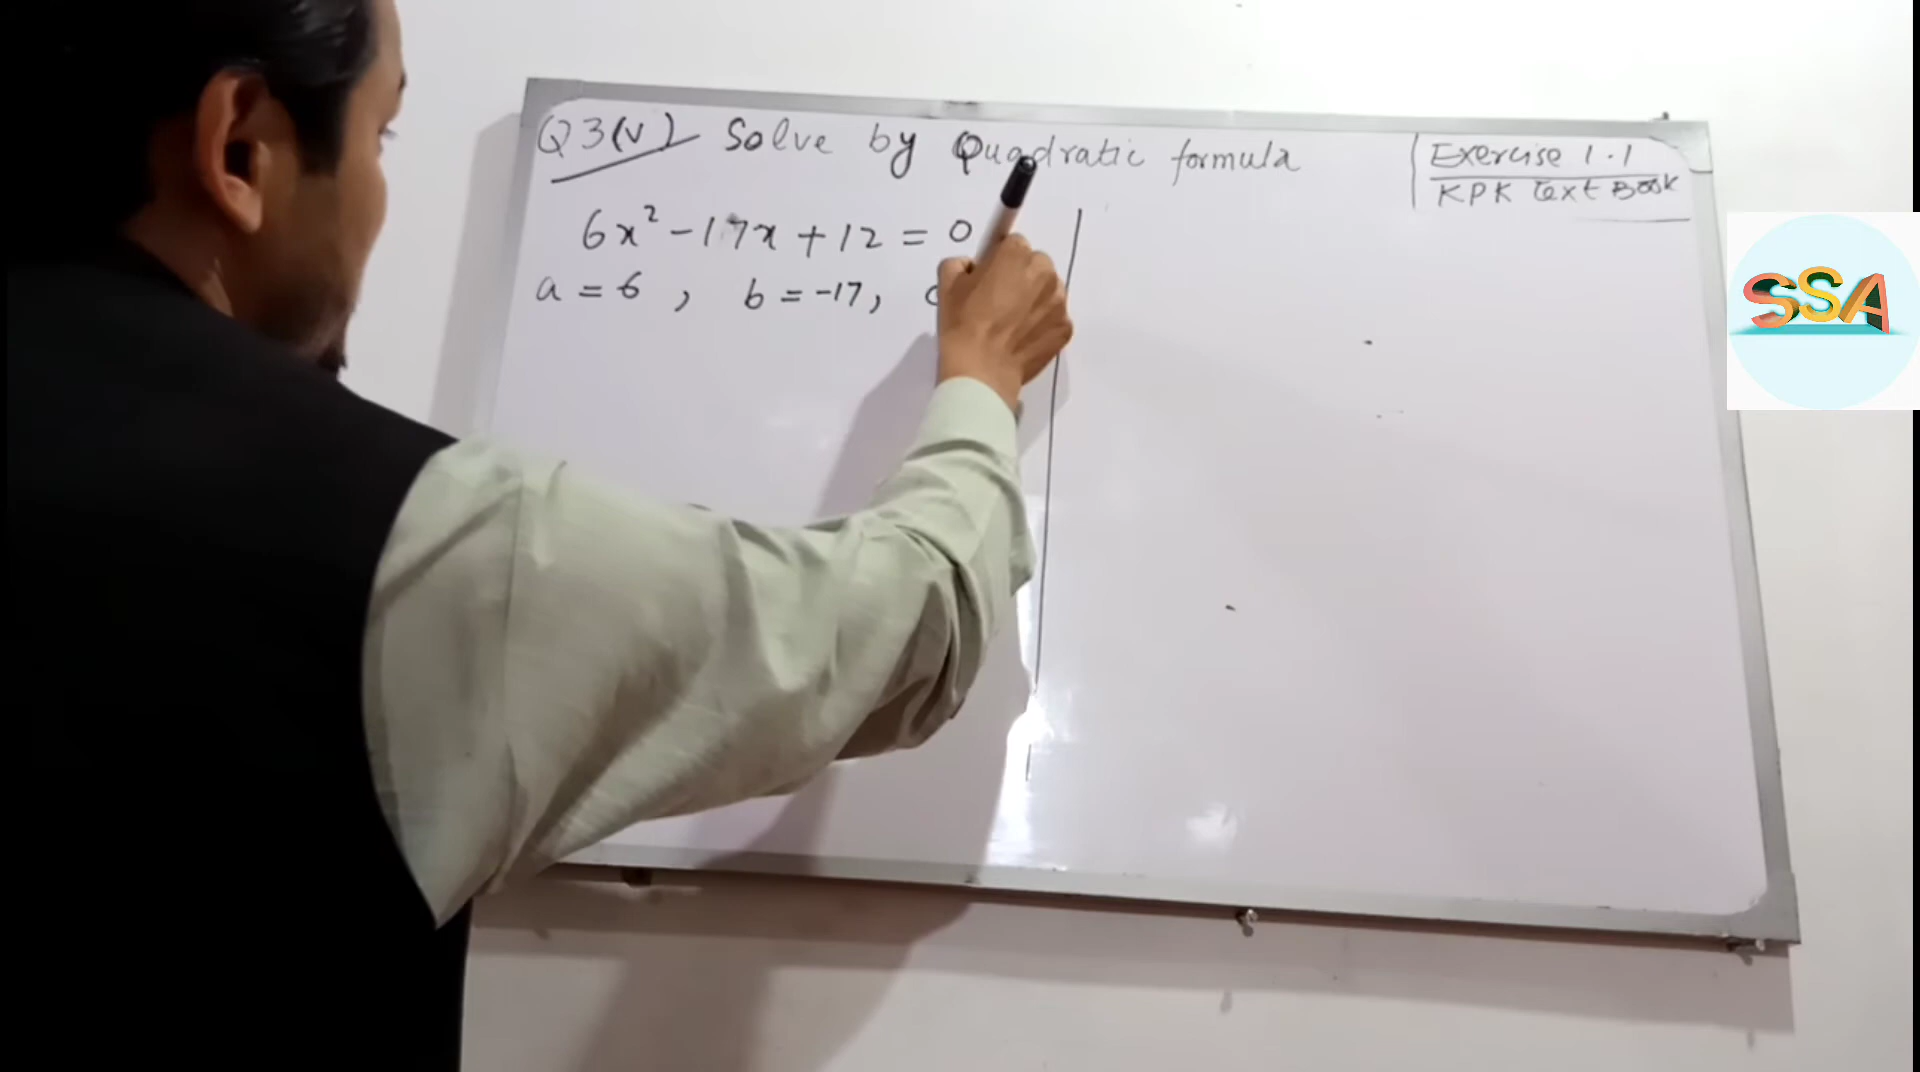 Q3(v) Solve by Quadratic formula
Exercise 1.1
KPK Text Book
6x² - 17x + 12 = 0
a = 6 , b = -17, c
SSA